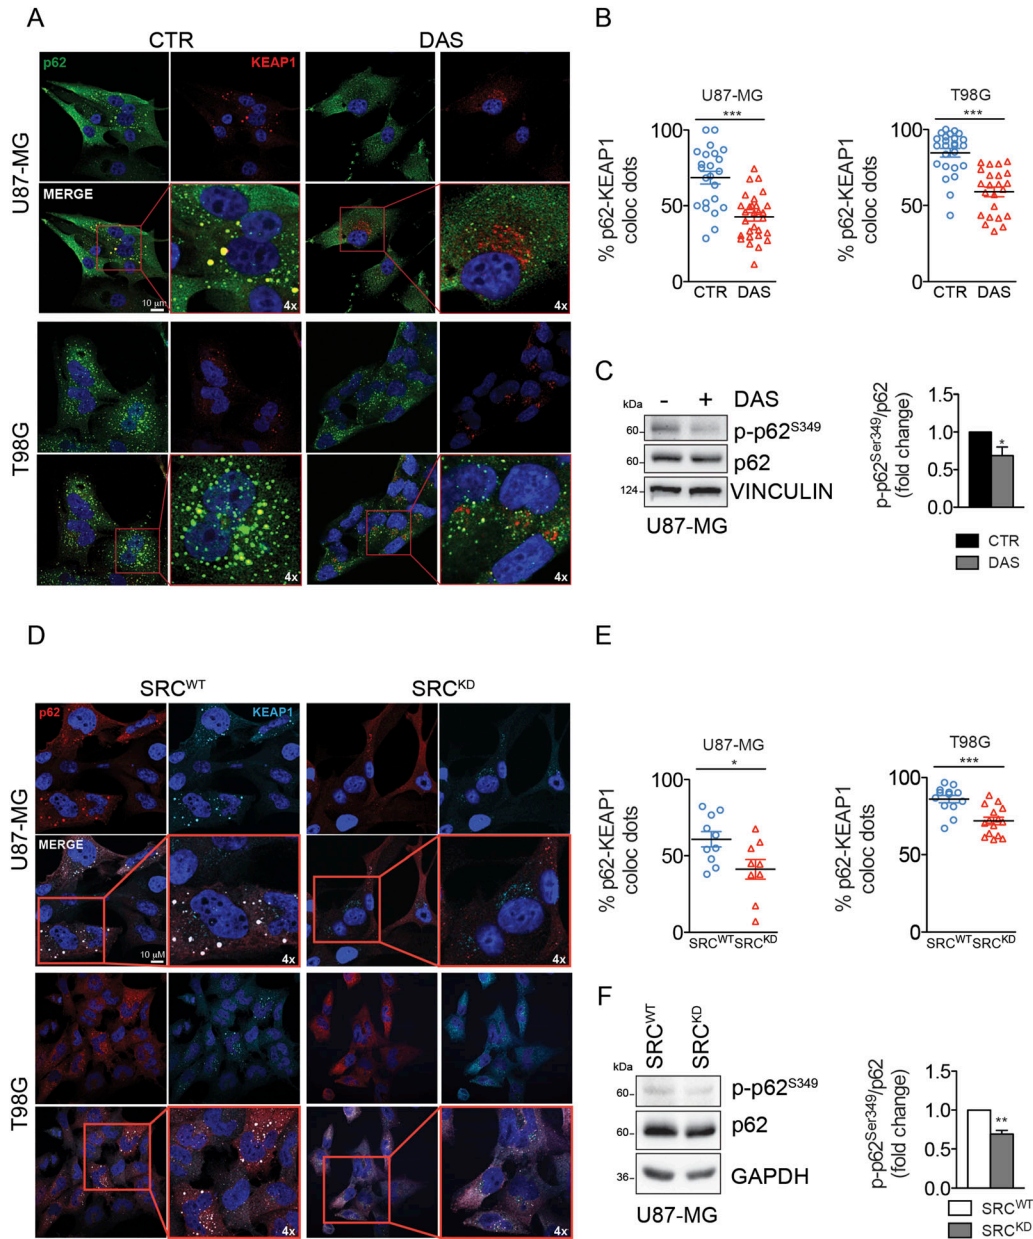 A
CTR
DAS
p62
KEAP1
U87-MG
MERGE
10 µm
4x
4x
T98G
4x
4x
B
U87-MG
***
% p62-KEAP1
coloc dots
100
50
0
CTR
DAS
T98G
***
% p62-KEAP1
coloc dots
100
50
0
CTR
DAS
C
kDa
-
+
DAS
60
p-p62S349
60
p62
124
VINCULIN
U87-MG
p-p62Ser349/p62
(fold change)
1.5
1.0
0.5
0.0
*
CTR
DAS
D
SRCWT
SRCKD
p62
KEAP1
U87-MG
MERGE
10 µM
4x
4x
T98G
4x
4x
E
U87-MG
*
% p62-KEAP1
coloc dots
100
50
0
SRCWT
SRCKD
T98G
***
% p62-KEAP1
coloc dots
100
50
0
SRCWT
SRCKD
F
SRCWT
SRCKD
kDa
60
p-p62S349
60
p62
36
GAPDH
U87-MG
p-p62Ser349/p62
(fold change)
1.5
1.0
0.5
0.0
**
SRCWT
SRCKD